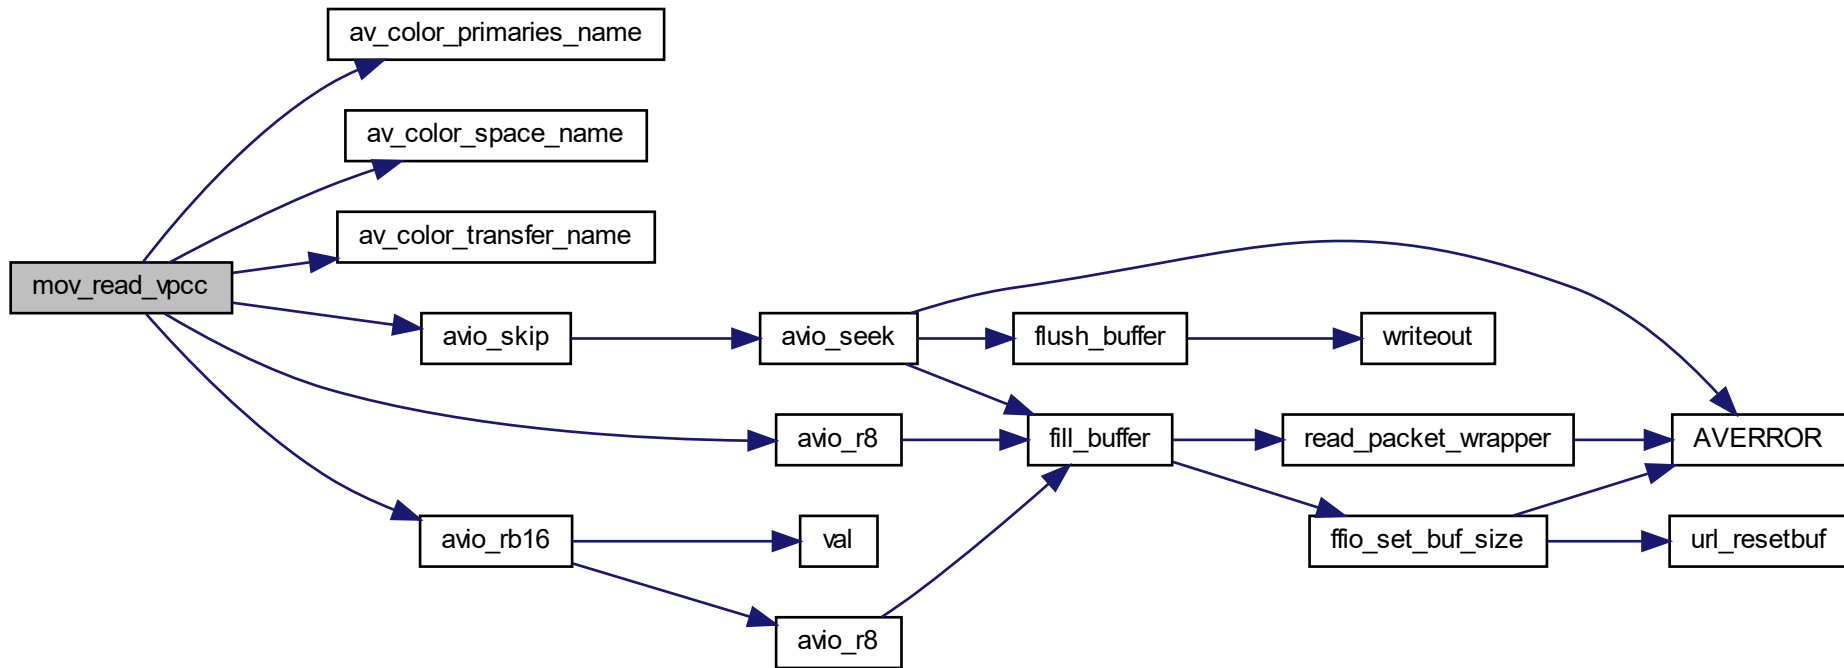 av_color_primaries_name
av_color_space_name
av_color_transfer_name
mov_read_vpcc
avio_skip
avio_seek
flush_buffer
writeout
avio_r8
fill_buffer
read_packet_wrapper
AVERROR
avio_rb16
val
ffio_set_buf_size
url_resetbuf
avio_r8